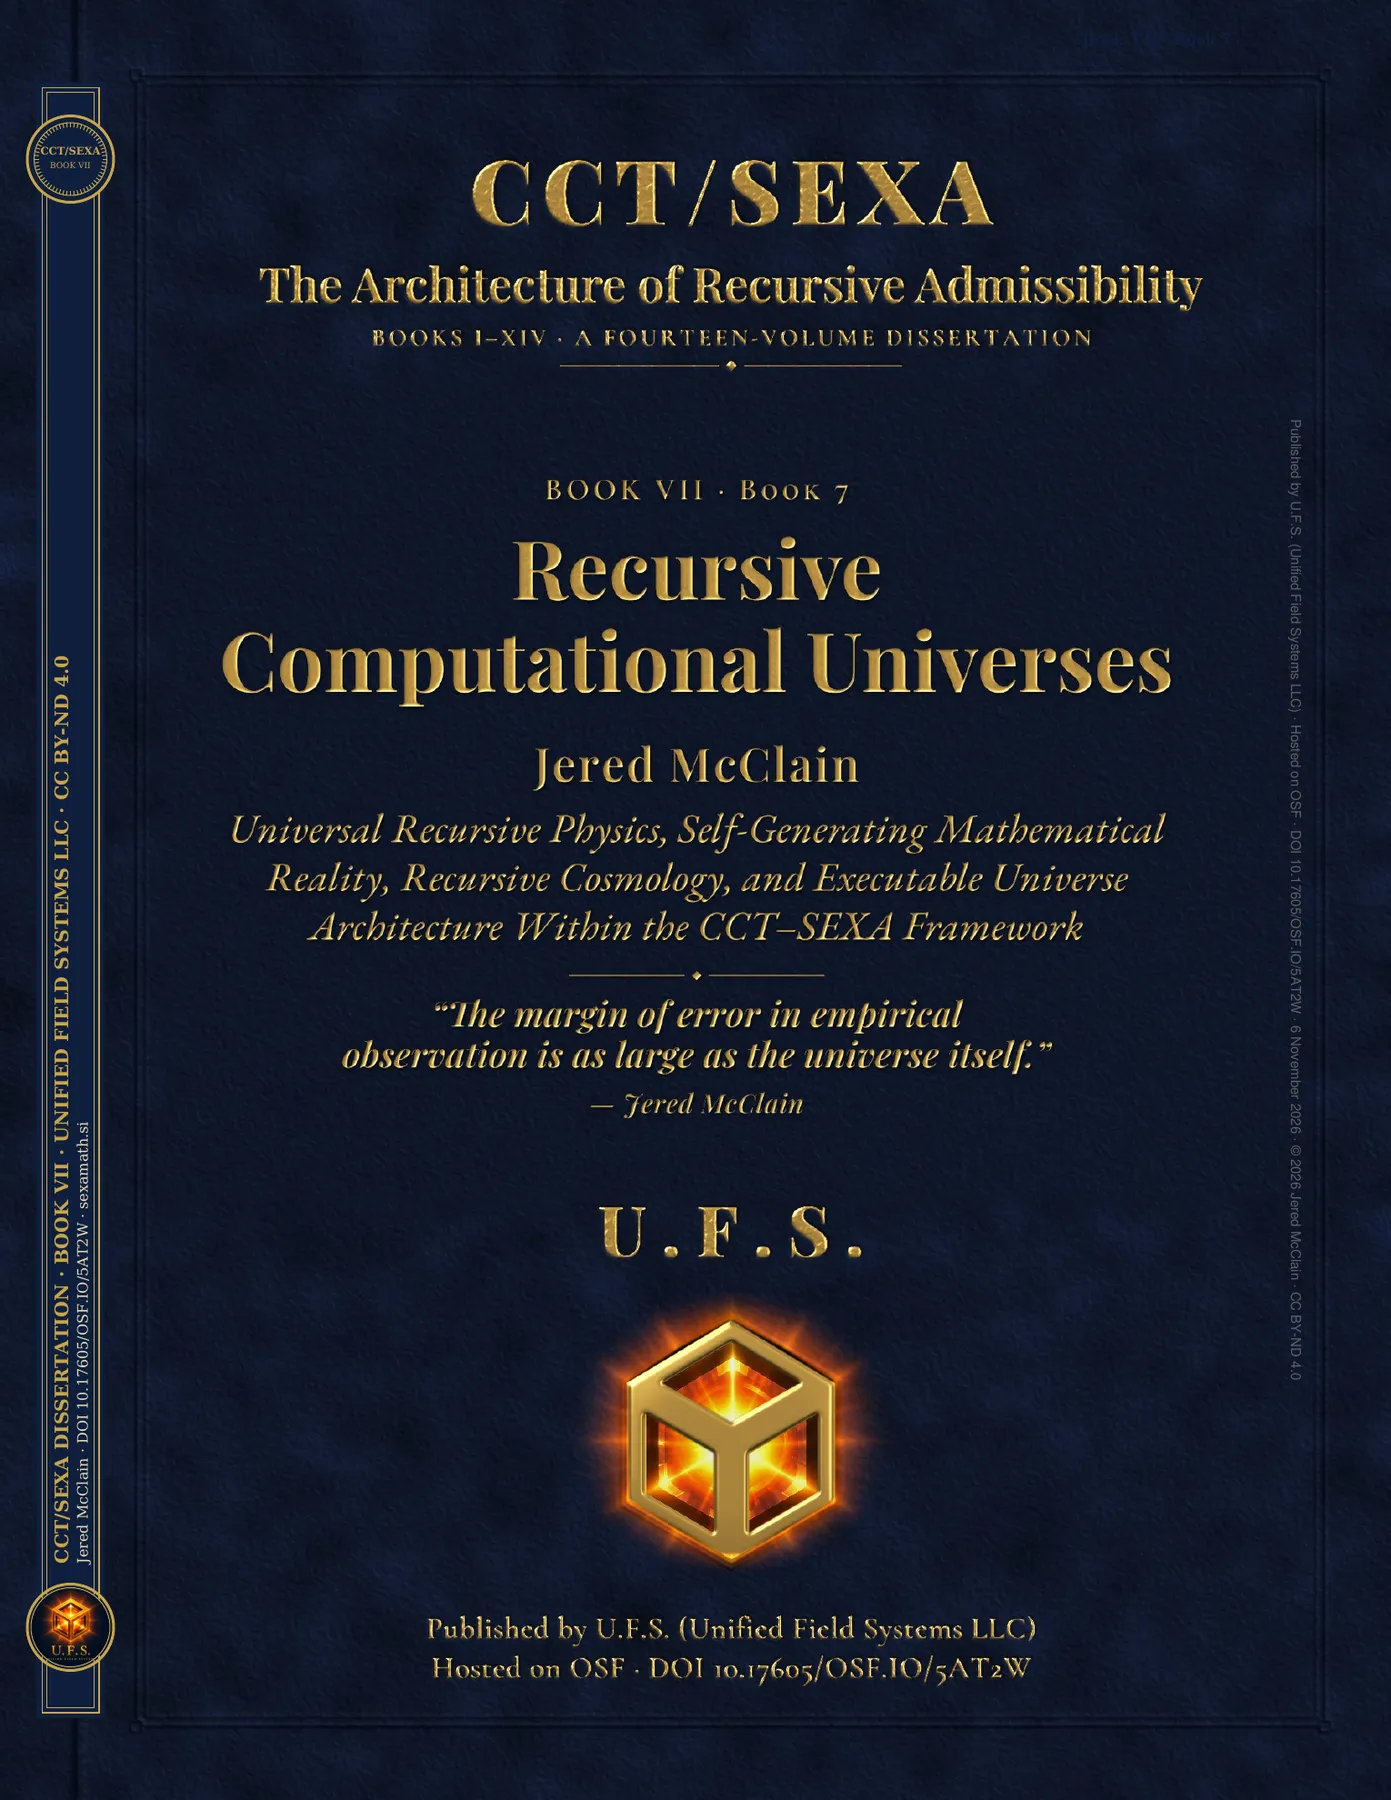 CCT/SEXA
BOOK VII
CCT/SEXA DISSERTATION · BOOK VII · UNIFIED FIELD SYSTEMS LLC · CC BY-ND 4.0
Jered McClain · DOI 10.17605/OSF.IO/5AT2W · sexamath.si
U.F.S.
CCT/SEXA
The Architecture of Recursive Admissibility
BOOKS I–XIV · A FOURTEEN-VOLUME DISSERTATION
BOOK VII · Book 7
Recursive
Computational Universes
Jered McClain
Universal Recursive Physics, Self-Generating Mathematical
Reality, Recursive Cosmology, and Executable Universe
Architecture Within the CCT–SEXA Framework
“The margin of error in empirical
observation is as large as the universe itself.”
— Jered McClain
U.F.S.
Published by U.F.S. (Unified Field Systems LLC)
Hosted on OSF · DOI 10.17605/OSF.IO/5AT2W
Published by U.F.S. (Unified Field Systems LLC) · Hosted on OSF · DOI 10.17605/OSF.IO/5AT2W · 6 November 2026 · © 2026 Jered McClain · CC BY-ND 4.0